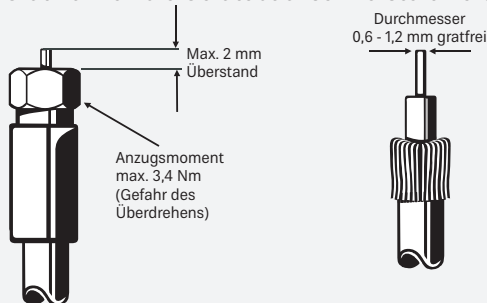 Max. 2 mm
Überstand
Anzugsmoment
max. 3,4 Nm
(Gefahr des
Überdrehens)
Durchmesser
0,6 - 1,2 mm gratfrei